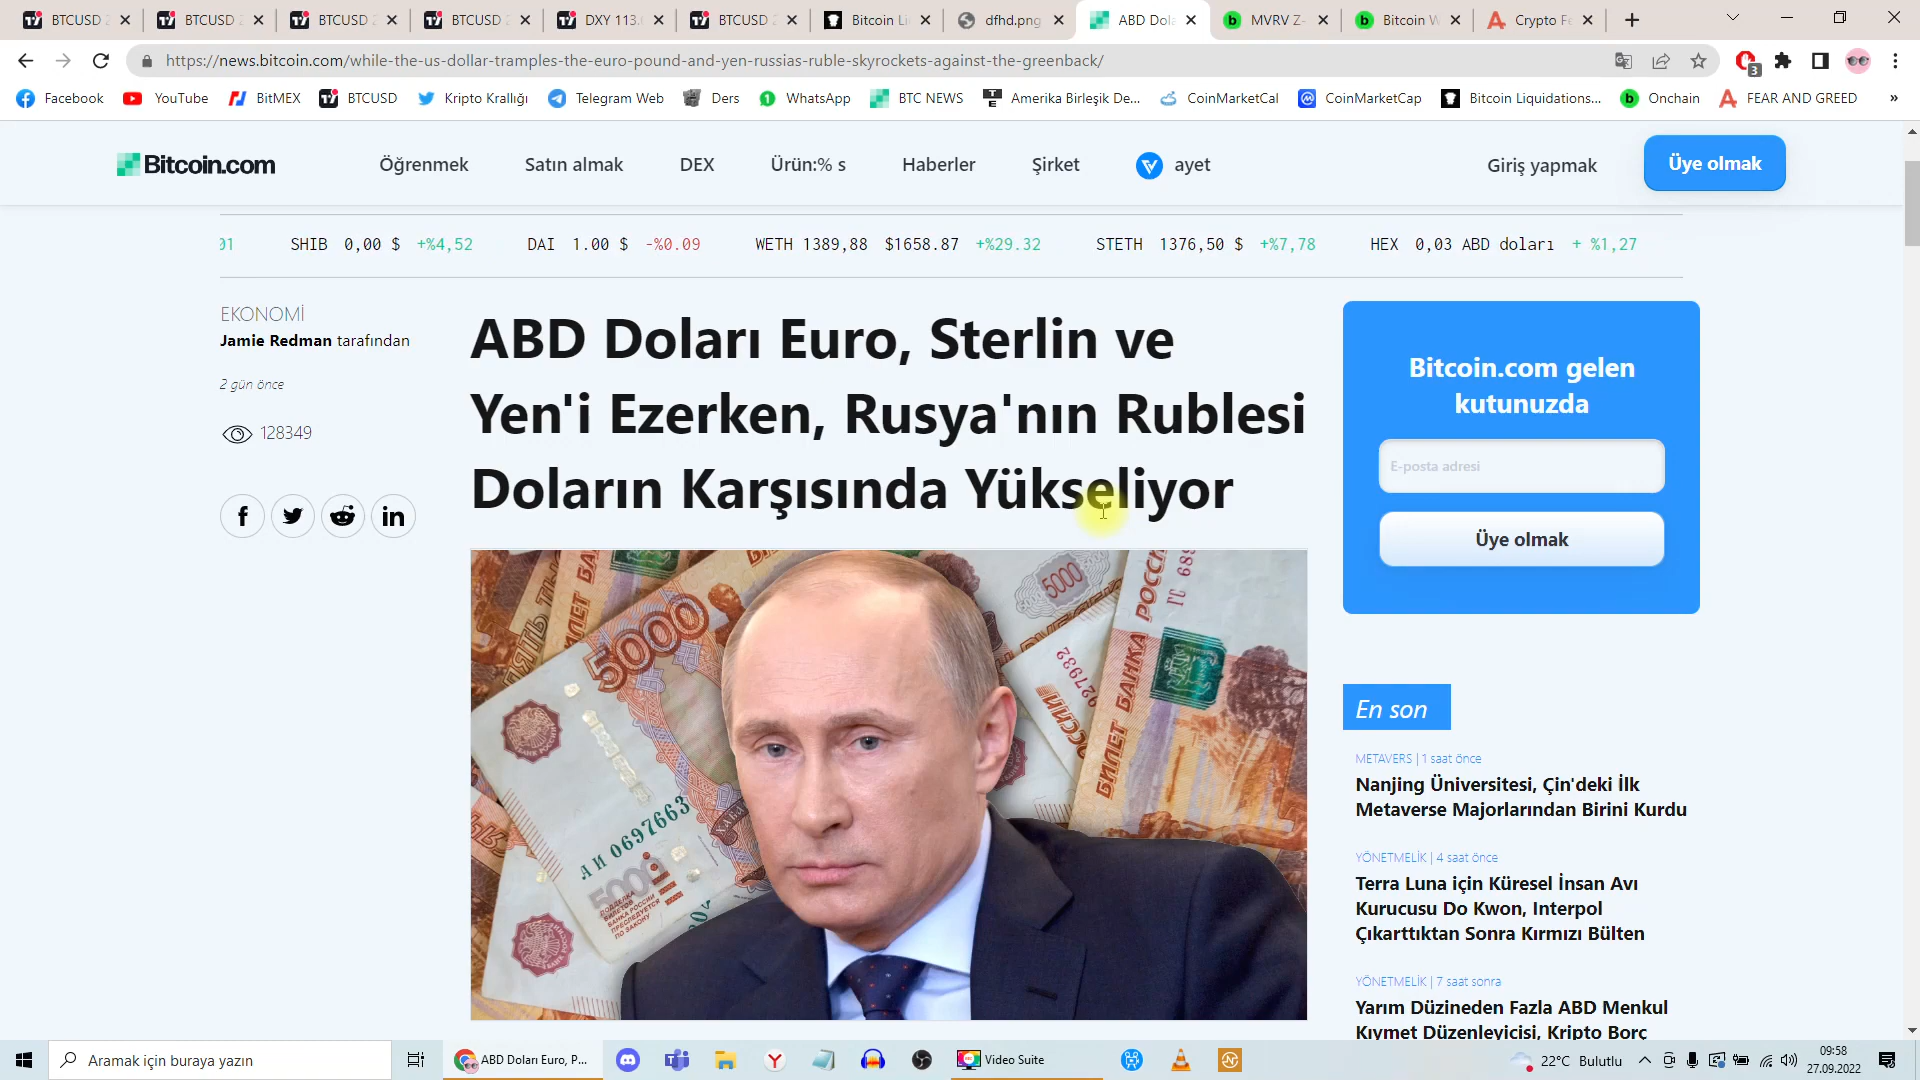 BTCUSD
BTCUSD
BTCUSD
BTCUSD
DXY 113.
BTCUSD
Bitcoin Li
dfhd.png
ABD Dola
MVRV Z-
Bitcoin W
Crypto Fe
https://news.bitcoin.com/while-the-us-dollar-tramples-the-euro-pound-and-yen-russias-ruble-skyrockets-against-the-greenback/
3
Facebook
YouTube
BitMEX
BTCUSD
Kripto Krallığı
Telegram Web
Ders
WhatsApp
BTC NEWS
Amerika Birleşik De...
CoinMarketCal
CoinMarketCap
Bitcoin Liquidations...
Onchain
FEAR AND GREED
»
Bitcoin.com
Öğrenmek
Satın almak
DEX
Ürün:% s
Haberler
Şirket
ayet
Giriş yapmak
Üye olmak
01 SHIB 0,00 $ +%4,52 DAI 1.00 $ -%0.09 WETH 1389,88 $1658.87 +%29.32 STETH 1376,50 $ +%7,78 HEX 0,03 ABD doları + %1,27
EKONOMİ
Jamie Redman tarafından
2 gün önce
128349
ABD Doları Euro, Sterlin ve
Yen'i Ezerken, Rusya'nın Rublesi
Doların Karşısında Yükseliyor
5000
5000
АИ 0697663
5000
927932
БИЛЕТ БАНКА РОССИИ
Bitcoin.com gelen
kutunuzda
E-posta adresi
Üye olmak
En son
METAVERS | 1 saat önce
Nanjing Üniversitesi, Çin'deki İlk
Metaverse Majorlarından Birini Kurdu
YÖNETMELİK | 4 saat önce
Terra Luna için Küresel İnsan Avı
Kurucusu Do Kwon, Interpol
Çıkarttıktan Sonra Kırmızı Bülten
YÖNETMELİK | 7 saat sonra
Yarım Düzineden Fazla ABD Menkul
Kıymet Düzenleyicisi, Kripto Borç
Aramak için buraya yazın
ABD Doları Euro, P...
Video Suite
22°C Bulutlu
09:58
27.09.2022